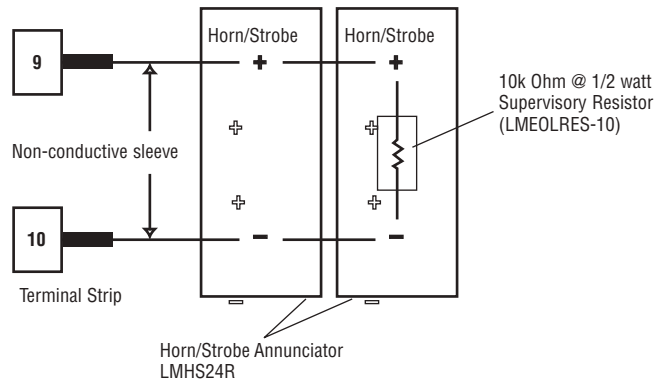 Horn/Strobe
Horn/Strobe
9
+
+
10k Ohm @ 1/2 watt
Supervisory Resistor
(LMEOLRES-10)
Non-conductive sleeve
10
Terminal Strip
Horn/Strobe Annunciator
LMHS24R